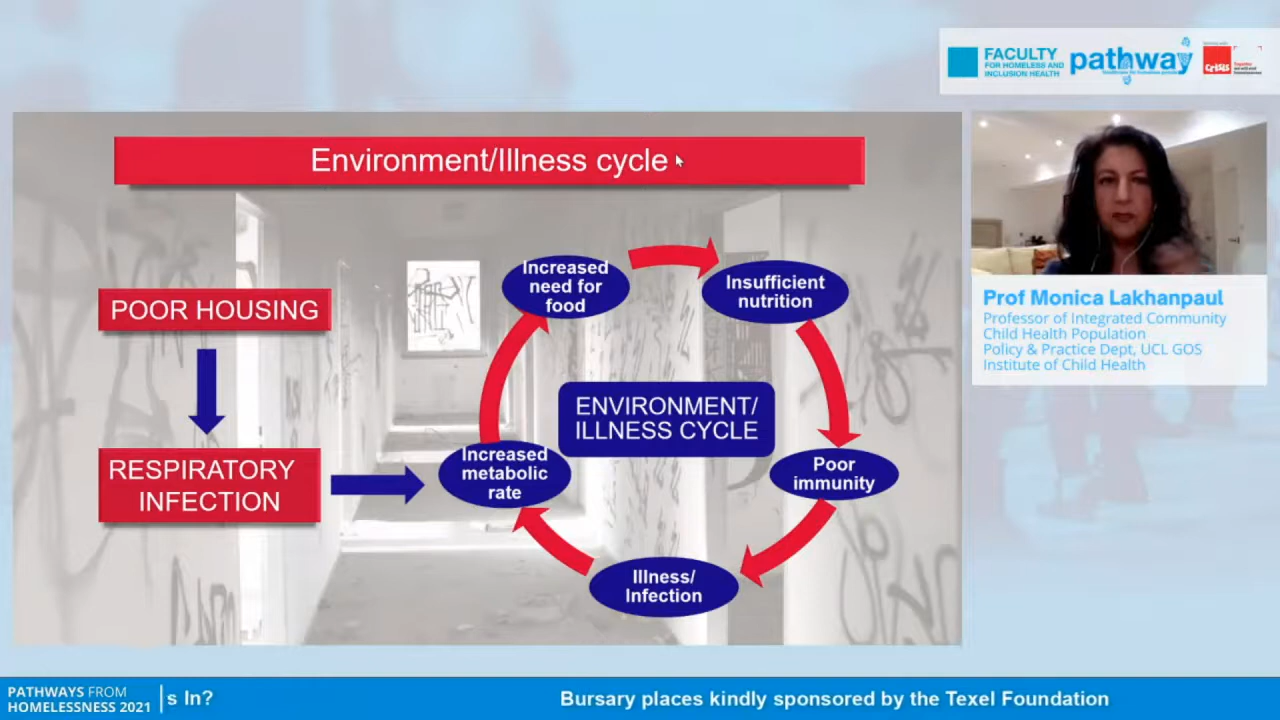 FACULTY
FOR HOMELESS AND
INCLUSION HEALTH
pathway
CRISIS
Environment/Illness cycle
POOR HOUSING
RESPIRATORY
INFECTION
Increased
need for
food
Insufficient
nutrition
ENVIRONMENT/
ILLNESS CYCLE
Increased
metabolic
rate
Poor
immunity
Illness/
Infection
Prof Monica Lakhanpaul
Professor of Integrated Community
Child Health Population
Policy & Practice Dept, UCL GOS
Institute of Child Health
PATHWAYS FROM
HOMELESSNESS 2021
s In?
Bursary places kindly sponsored by the Texel Foundation